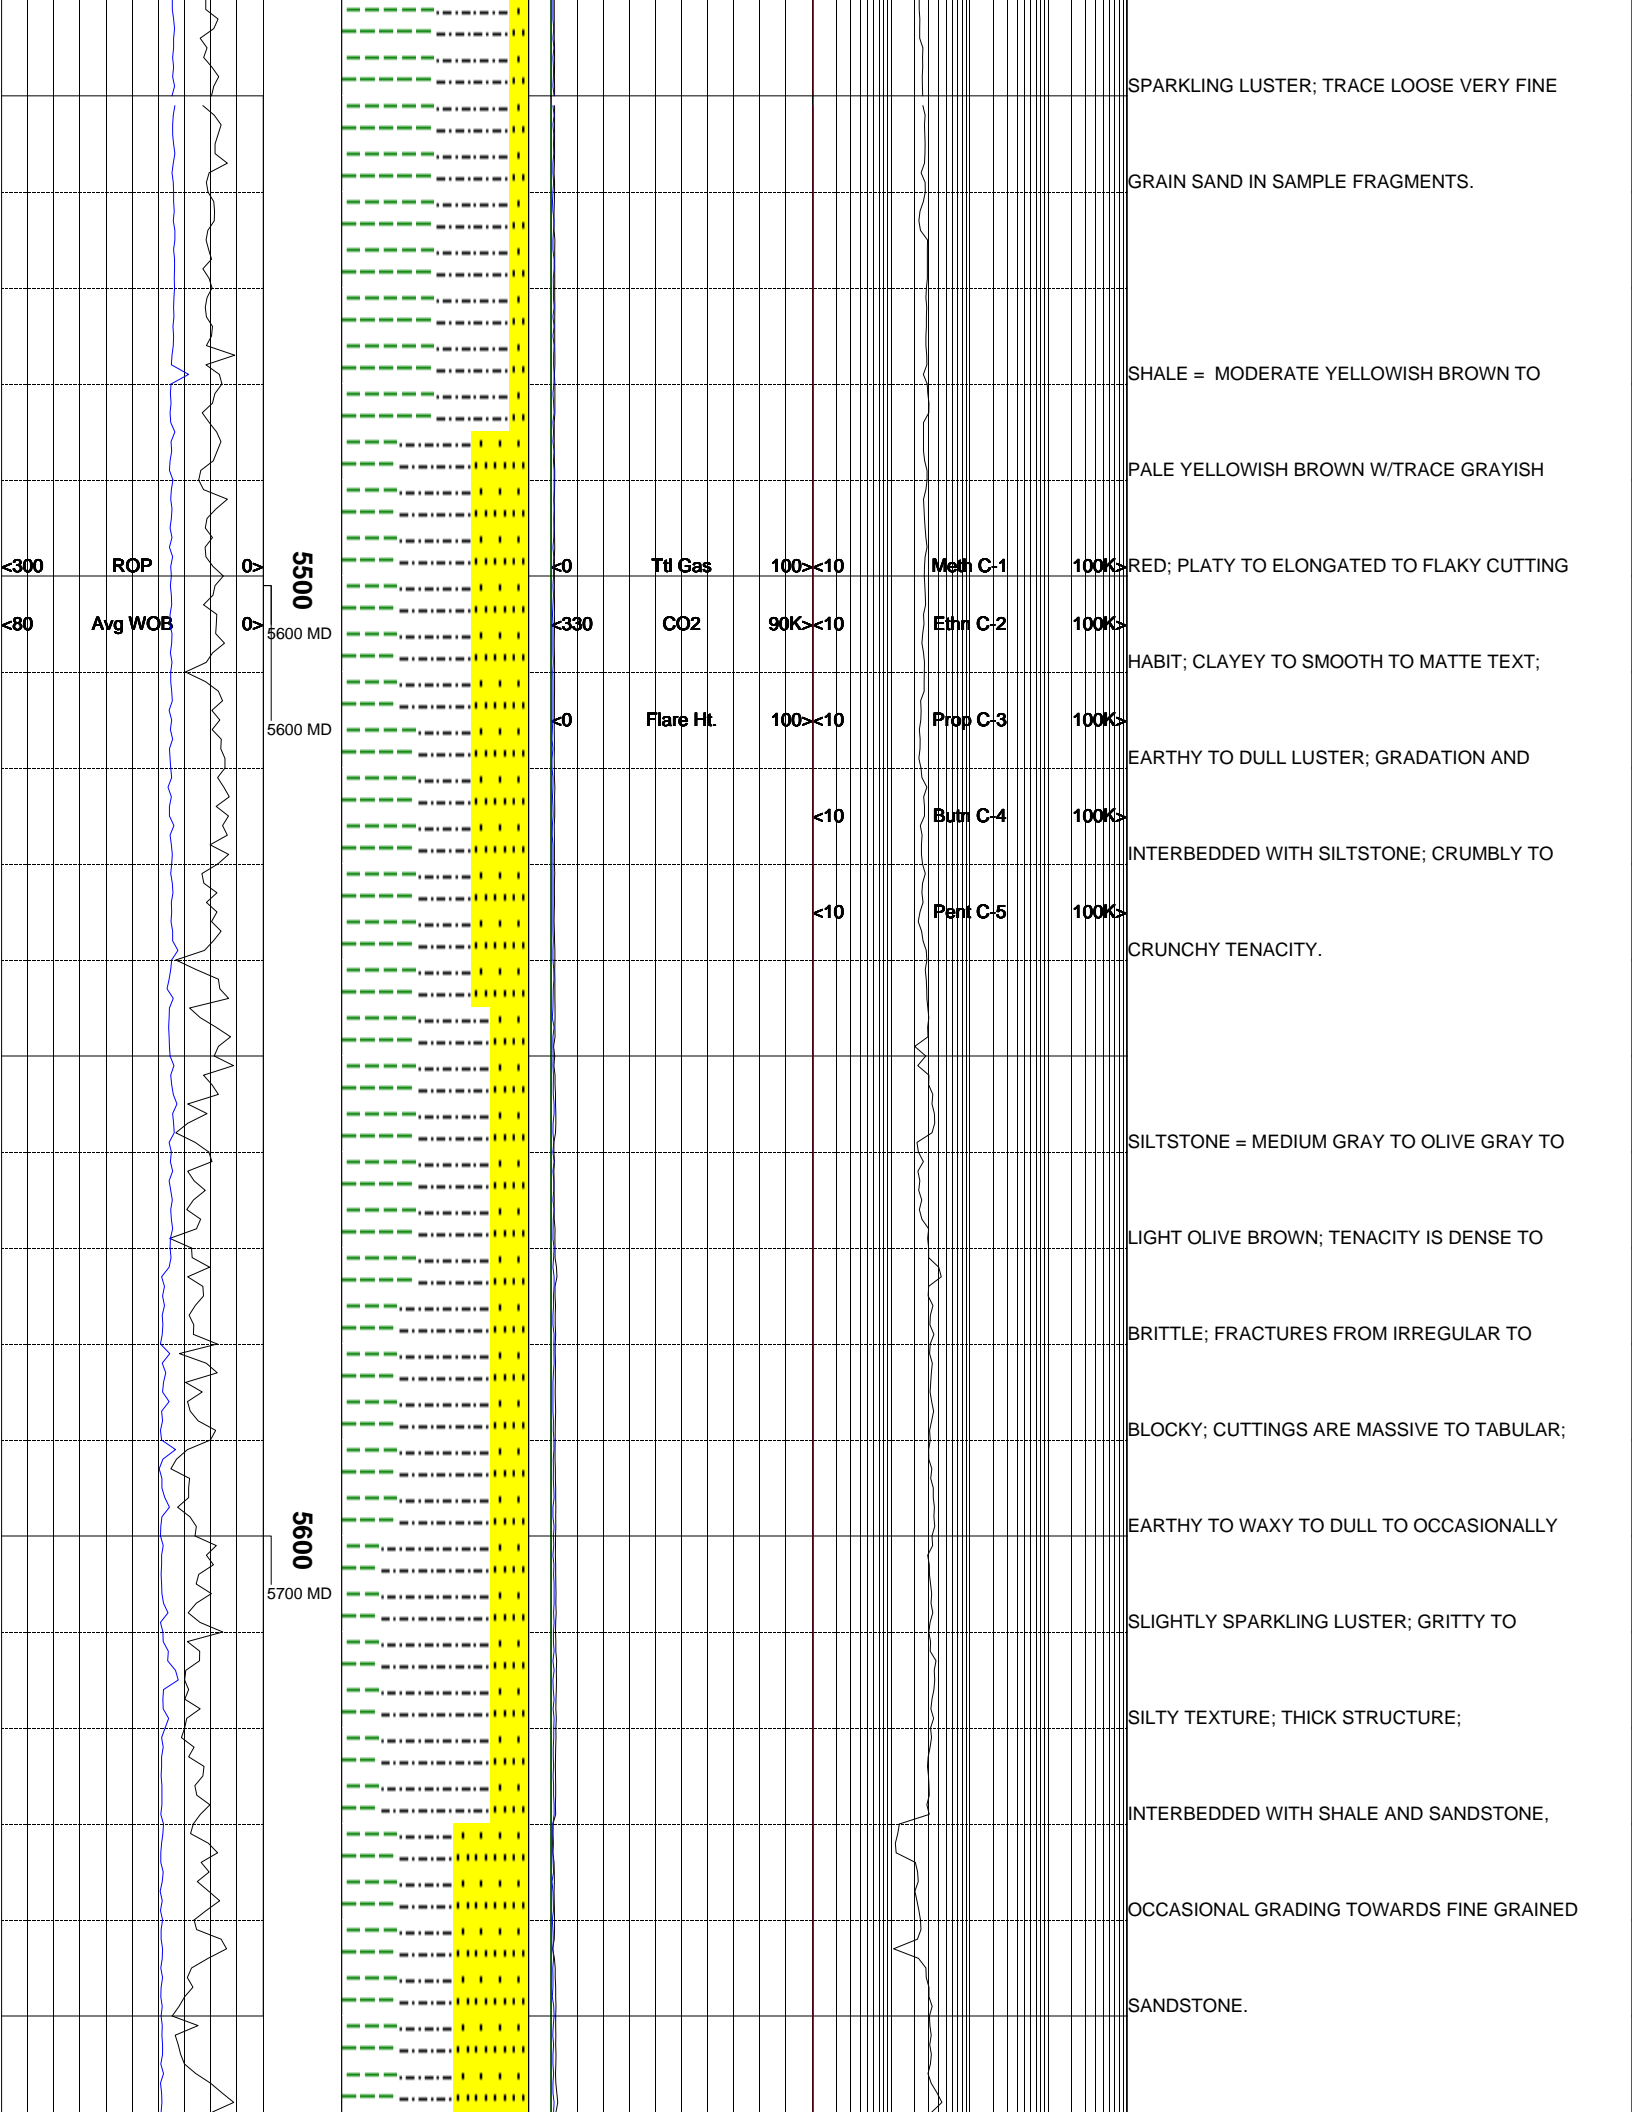 SPARKLING LUSTER; TRACE LOOSE VERY FINE
GRAIN SAND IN SAMPLE FRAGMENTS.
SHALE = MODERATE YELLOWISH BROWN TO
PALE YELLOWISH BROWN W/TRACE GRAYISH
<300 ROP 0> 5500 <0 Ttl Gas 100> <10 Meth C-1 100K> RED; PLATY TO ELONGATED TO FLAKY CUTTING
<80 Avg WOB 0> 5600 MD <330 CO2 90K> <10 Ethn C-2 100K>
HABIT; CLAYEY TO SMOOTH TO MATTE TEXT;
5600 MD <0 Flare Ht. 100> <10 Prop C-3 100K>
EARTHY TO DULL LUSTER; GRADATION AND
<10 Butn C-4 100K>
INTERBEDDED WITH SILTSTONE; CRUMBLY TO
<10 Pent C-5 100K>
CRUNCHY TENACITY.
SILTSTONE = MEDIUM GRAY TO OLIVE GRAY TO
LIGHT OLIVE BROWN; TENACITY IS DENSE TO
BRITTLE; FRACTURES FROM IRREGULAR TO
BLOCKY; CUTTINGS ARE MASSIVE TO TABULAR;
5600 EARTHY TO WAXY TO DULL TO OCCASIONALLY
5700 MD
SLIGHTLY SPARKLING LUSTER; GRITTY TO
SILTY TEXTURE; THICK STRUCTURE;
INTERBEDDED WITH SHALE AND SANDSTONE,
OCCASIONAL GRADING TOWARDS FINE GRAINED
SANDSTONE.